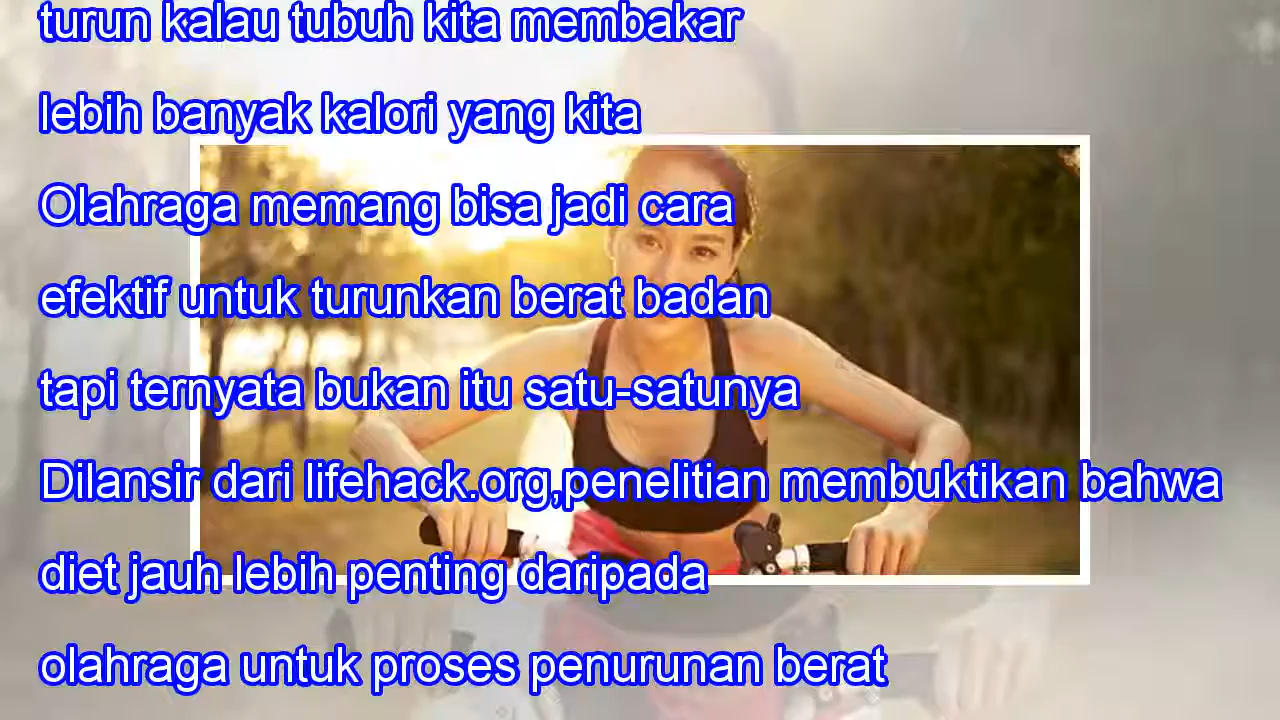 turun kalau tubuh kita membakar
lebih banyak kalori yang kita
Olahraga memang bisa jadi cara
efektif untuk turunkan berat badan
tapi ternyata bukan itu satu-satunya
Dilansir dari lifehack.org,penelitian membuktikan bahwa
diet jauh lebih penting daripada
olahraga untuk proses penurunan berat